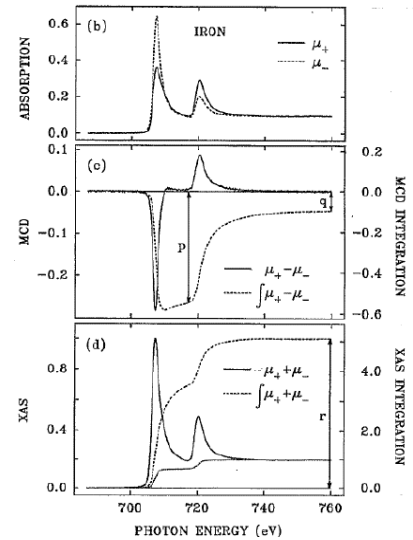 (b)
IRON
μ₊
μ₋
ABSORPTION
0.6
0.4
0.2
0.0
(c)
0.1
0.0
-0.1
-0.2
MCD
0.2
0.0
-0.2
-0.4
-0.6
MCD INTEGRATION
p
q
μ₊−μ₋
∫μ₊−μ₋
(d)
0.8
0.4
0.0
XAS
4.0
2.0
0.0
XAS INTEGRATION
r
μ₊+μ₋
∫μ₊+μ₋
700 720 740 760
PHOTON ENERGY (eV)